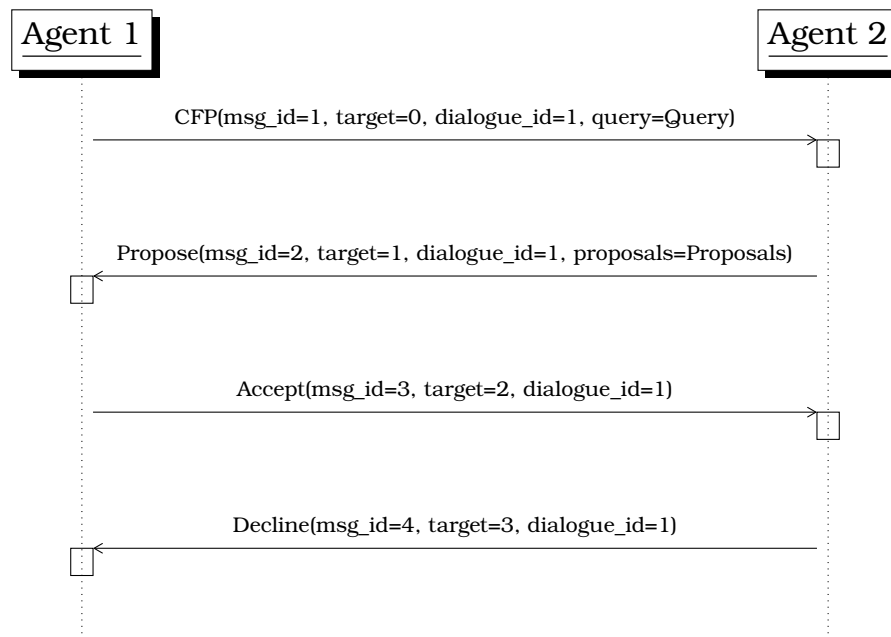 Agent 1
Agent 2
CFP(msg_id=1, target=0, dialogue_id=1, query=Query)
Propose(msg_id=2, target=1, dialogue_id=1, proposals=Proposals)
Accept(msg_id=3, target=2, dialogue_id=1)
Decline(msg_id=4, target=3, dialogue_id=1)